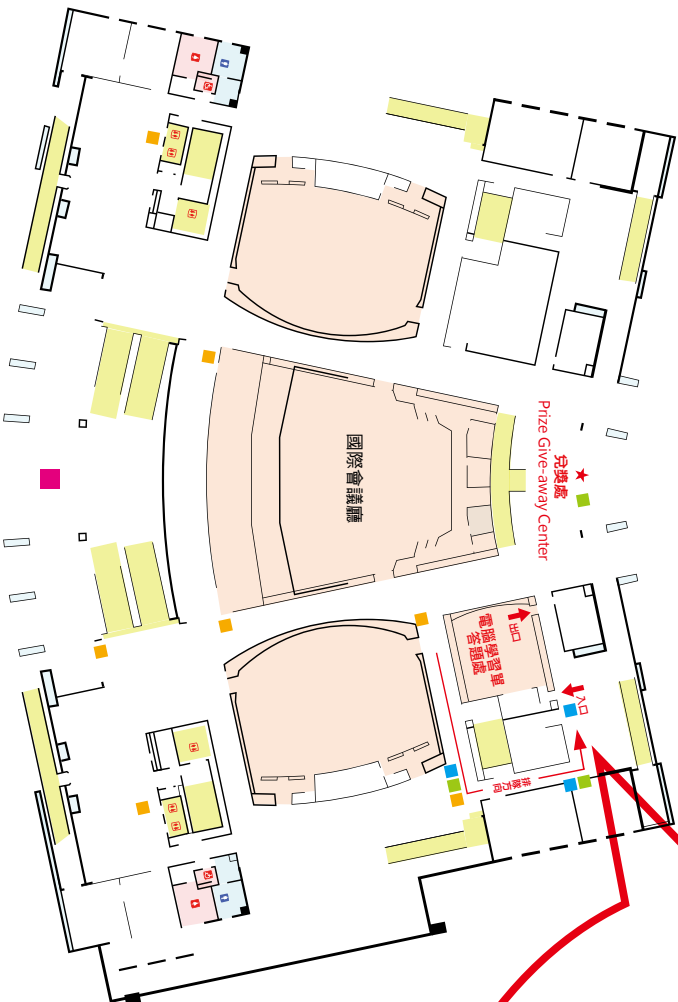 兌獎處
Prize Give-away Center
國際會議廳
出口
電腦學習單
答題處
入口
排隊方向